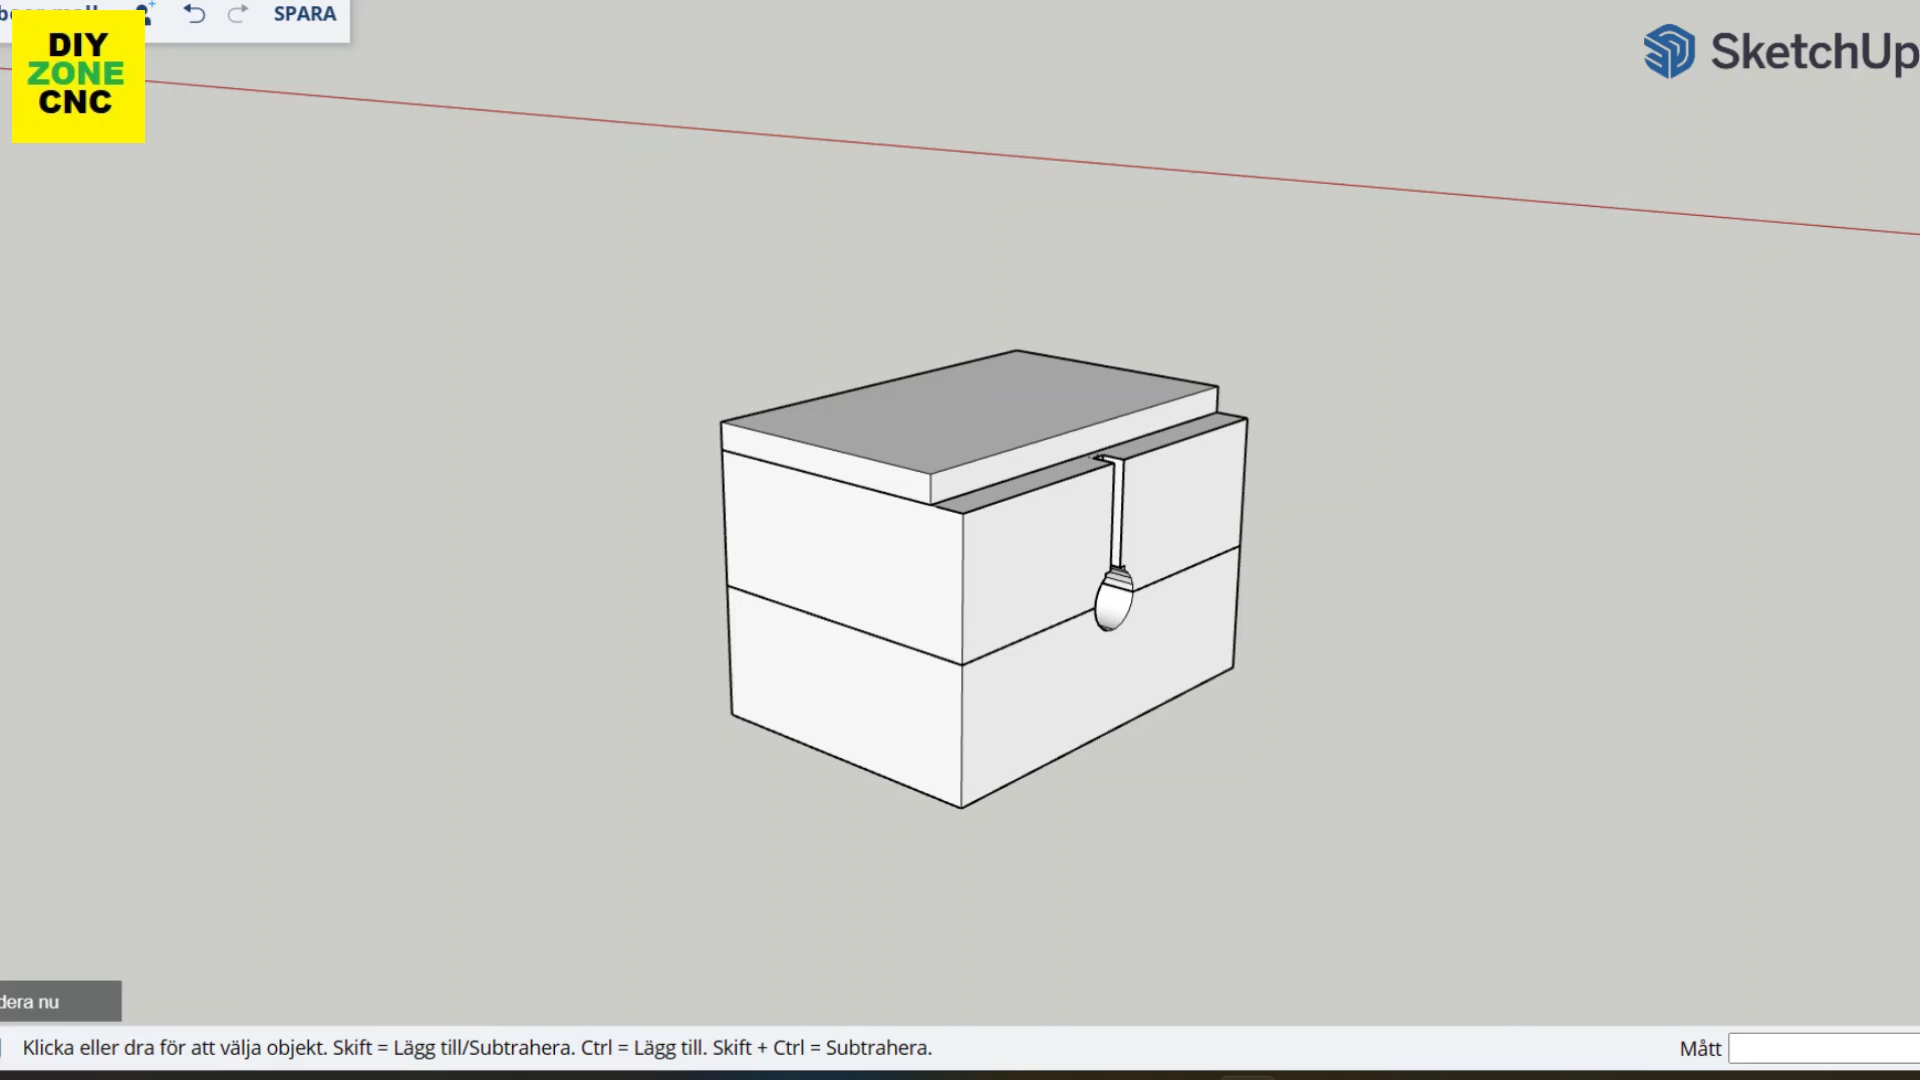 SPARA
DIY
ZONE
CNC
SketchUp
dera nu
Klicka eller dra för att välja objekt. Skift = Lägg till/Subtrahera. Ctrl = Lägg till. Skift + Ctrl = Subtrahera.
Mått